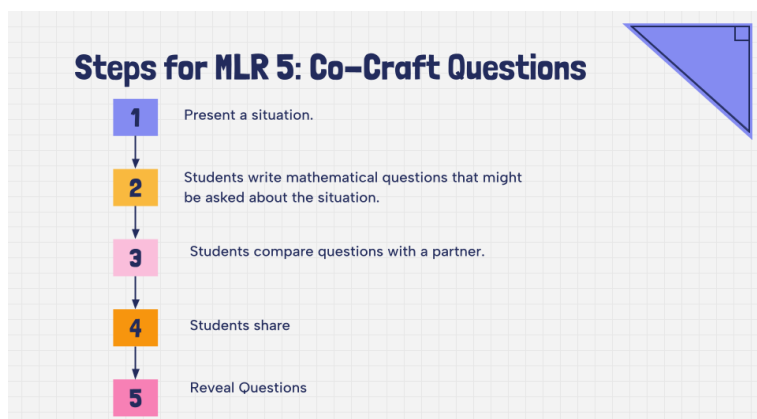 Steps for MLR 5: Co-Craft Questions
1
Present a situation.
2
Students write mathematical questions that might
be asked about the situation.
3
Students compare questions with a partner.
4
Students share
5
Reveal Questions